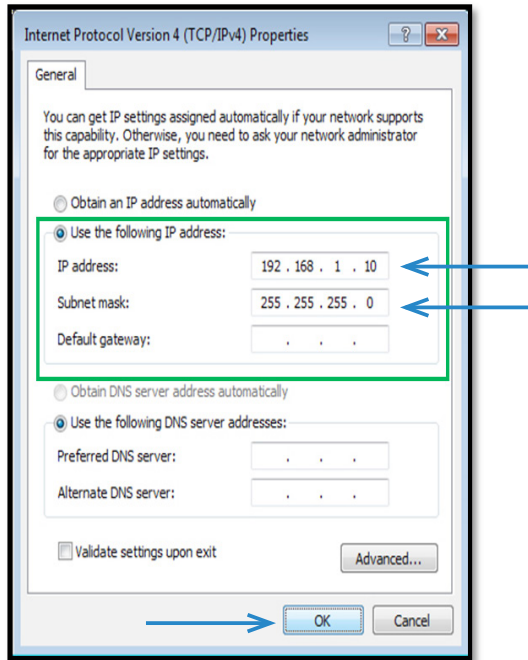 Internet Protocol Version 4 (TCP/IPv4) Properties
General
You can get IP settings assigned automatically if your network supports
this capability. Otherwise, you need to ask your network administrator
for the appropriate IP settings.
Obtain an IP address automatically
Use the following IP address:
IP address: 192 . 168 . 1 . 10
Subnet mask: 255 . 255 . 255 . 0
Default gateway: . . .
Obtain DNS server address automatically
Use the following DNS server addresses:
Preferred DNS server: . . .
Alternate DNS server: . . .
Validate settings upon exit
Advanced...
OK Cancel